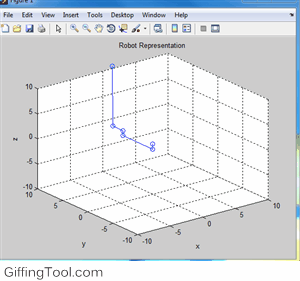 Figure 1
File Edit View Insert Tools Desktop Window Help
Robot Representation
10
5
0
-5
-10
z
10
5
0
-5
-10
y
-10
-5
0
5
10
x
GiffingTool.com